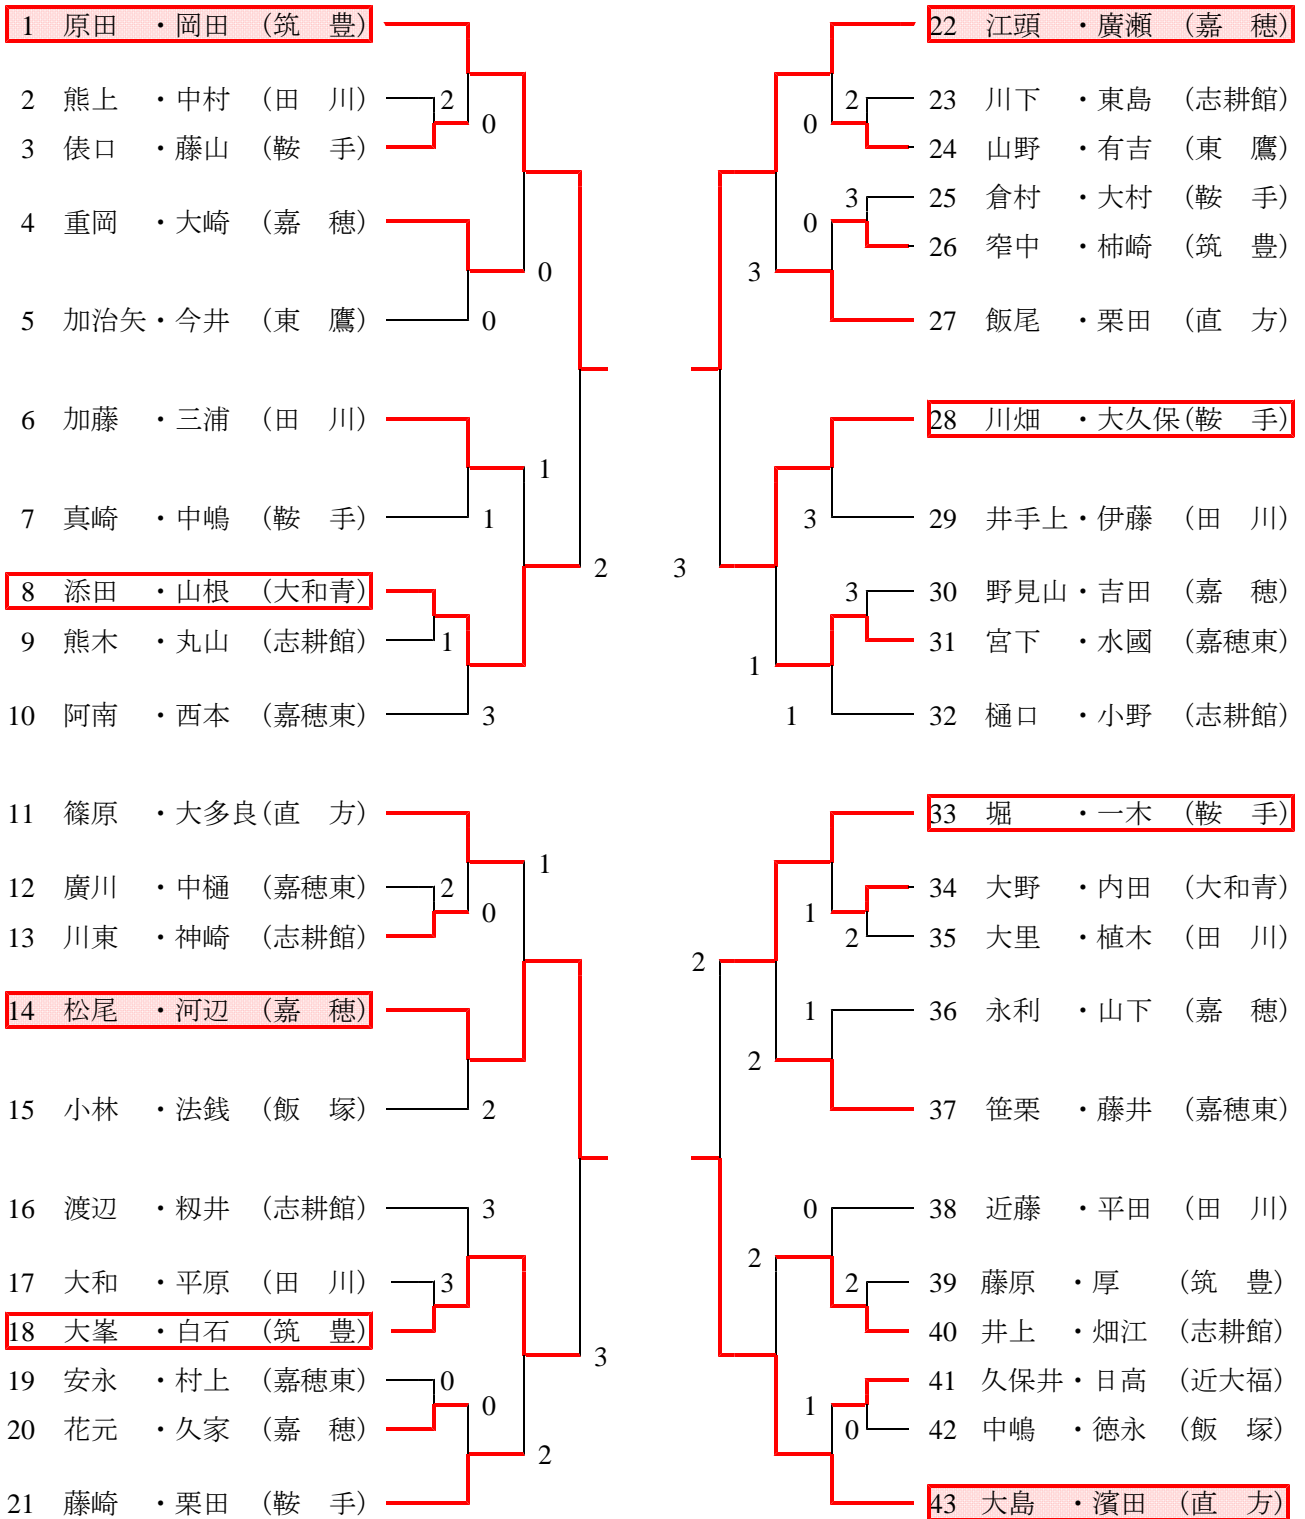 1 原田 ・岡田 (筑 豊)
2 熊上 ・中村 (田 川)
2
0
3 俵口 ・藤山 (鞍 手)
4 重岡 ・大崎 (嘉 穂)
0
5 加治矢・今井 (東 鷹)
0
6 加藤 ・三浦 (田 川)
1
7 真崎 ・中嶋 (鞍 手)
1
2
8 添田 ・山根 (大和青)
9 熊木 ・丸山 (志耕館)
1
10 阿南 ・西本 (嘉穂東)
3
11 篠原 ・大多良(直 方)
1
12 廣川 ・中樋 (嘉穂東)
2
0
13 川東 ・神崎 (志耕館)
14 松尾 ・河辺 (嘉 穂)
15 小林 ・法銭 (飯 塚)
2
16 渡辺 ・籾井 (志耕館)
3
17 大和 ・平原 (田 川)
3
18 大峯 ・白石 (筑 豊)
3
19 安永 ・村上 (嘉穂東)
0
0
20 花元 ・久家 (嘉 穂)
2
21 藤崎 ・栗田 (鞍 手)
22 江頭 ・廣瀬 (嘉 穂)
2
23 川下 ・東島 (志耕館)
0
24 山野 ・有吉 (東 鷹)
3
25 倉村 ・大村 (鞍 手)
0
26 窄中 ・柿崎 (筑 豊)
3
27 飯尾 ・栗田 (直 方)
28 川畑 ・大久保(鞍 手)
3
29 井手上・伊藤 (田 川)
3
3
30 野見山・吉田 (嘉 穂)
31 宮下 ・水國 (嘉穂東)
1
1
32 樋口 ・小野 (志耕館)
33 堀 ・一木 (鞍 手)
34 大野 ・内田 (大和青)
1
2
35 大里 ・植木 (田 川)
2
1
36 永利 ・山下 (嘉 穂)
2
37 笹栗 ・藤井 (嘉穂東)
0
38 近藤 ・平田 (田 川)
2
2
39 藤原 ・厚 (筑 豊)
40 井上 ・畑江 (志耕館)
41 久保井・日高 (近大福)
1
0
42 中嶋 ・徳永 (飯 塚)
43 大島 ・濱田 (直 方)